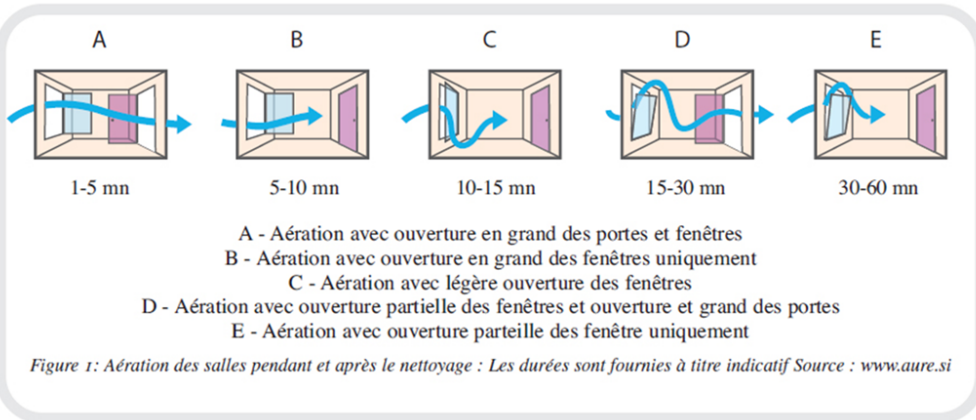 A B C D E
1-5 mn 5-10 mn 10-15 mn 15-30 mn 30-60 mn
A - Aération avec ouverture en grand des portes et fenêtres
B - Aération avec ouverture en grand des fenêtres uniquement
C - Aération avec légère ouverture des fenêtres
D - Aération avec ouverture partielle des fenêtres et ouverture et grand des portes
E - Aération avec ouverture parteille des fenêtre uniquement
Figure 1: Aération des salles pendant et après le nettoyage : Les durées sont fournies à titre indicatif Source : www.aure.si